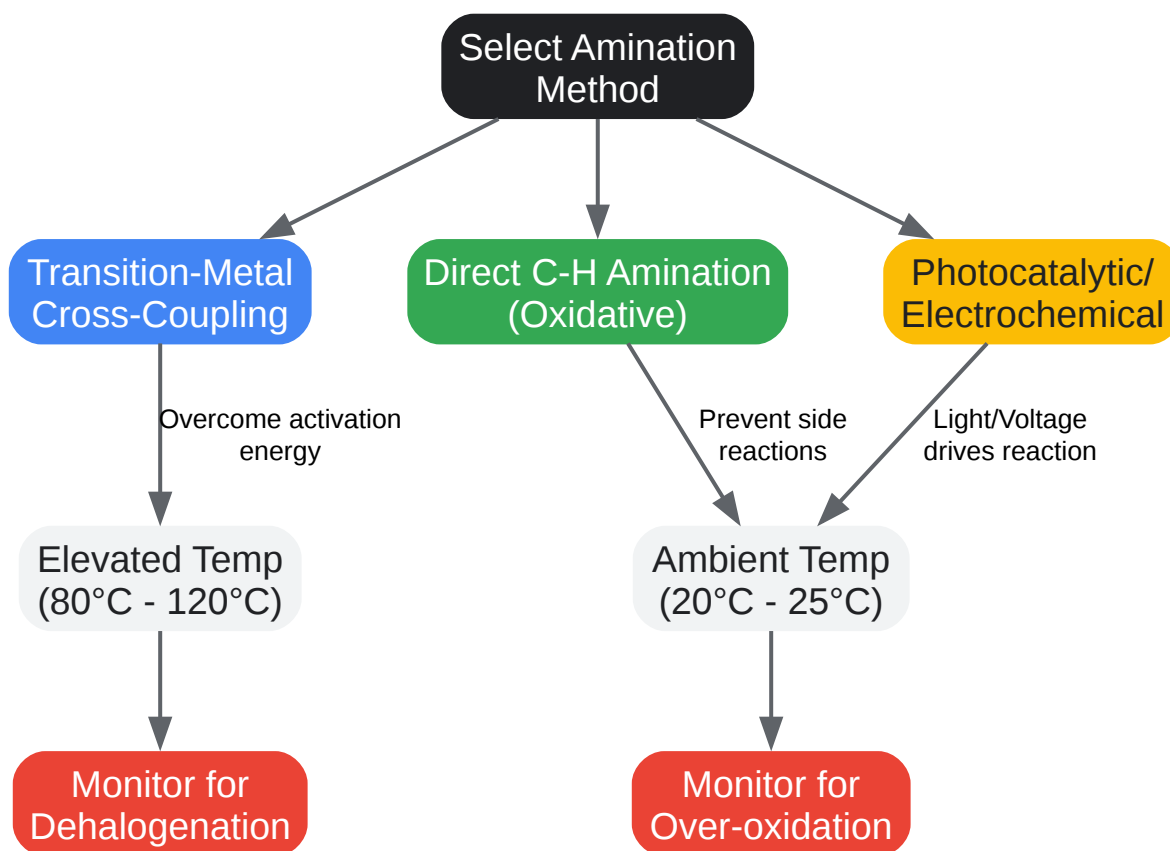 Select Amination
Method
Transition-Metal
Cross-Coupling
Direct C-H Amination
(Oxidative)
Photocatalytic/
Electrochemical
Overcome activation
energy
Prevent side
reactions
Light/Voltage
drives reaction
Elevated Temp
(80°C - 120°C)
Ambient Temp
(20°C - 25°C)
Monitor for
Dehalogenation
Monitor for
Over-oxidation